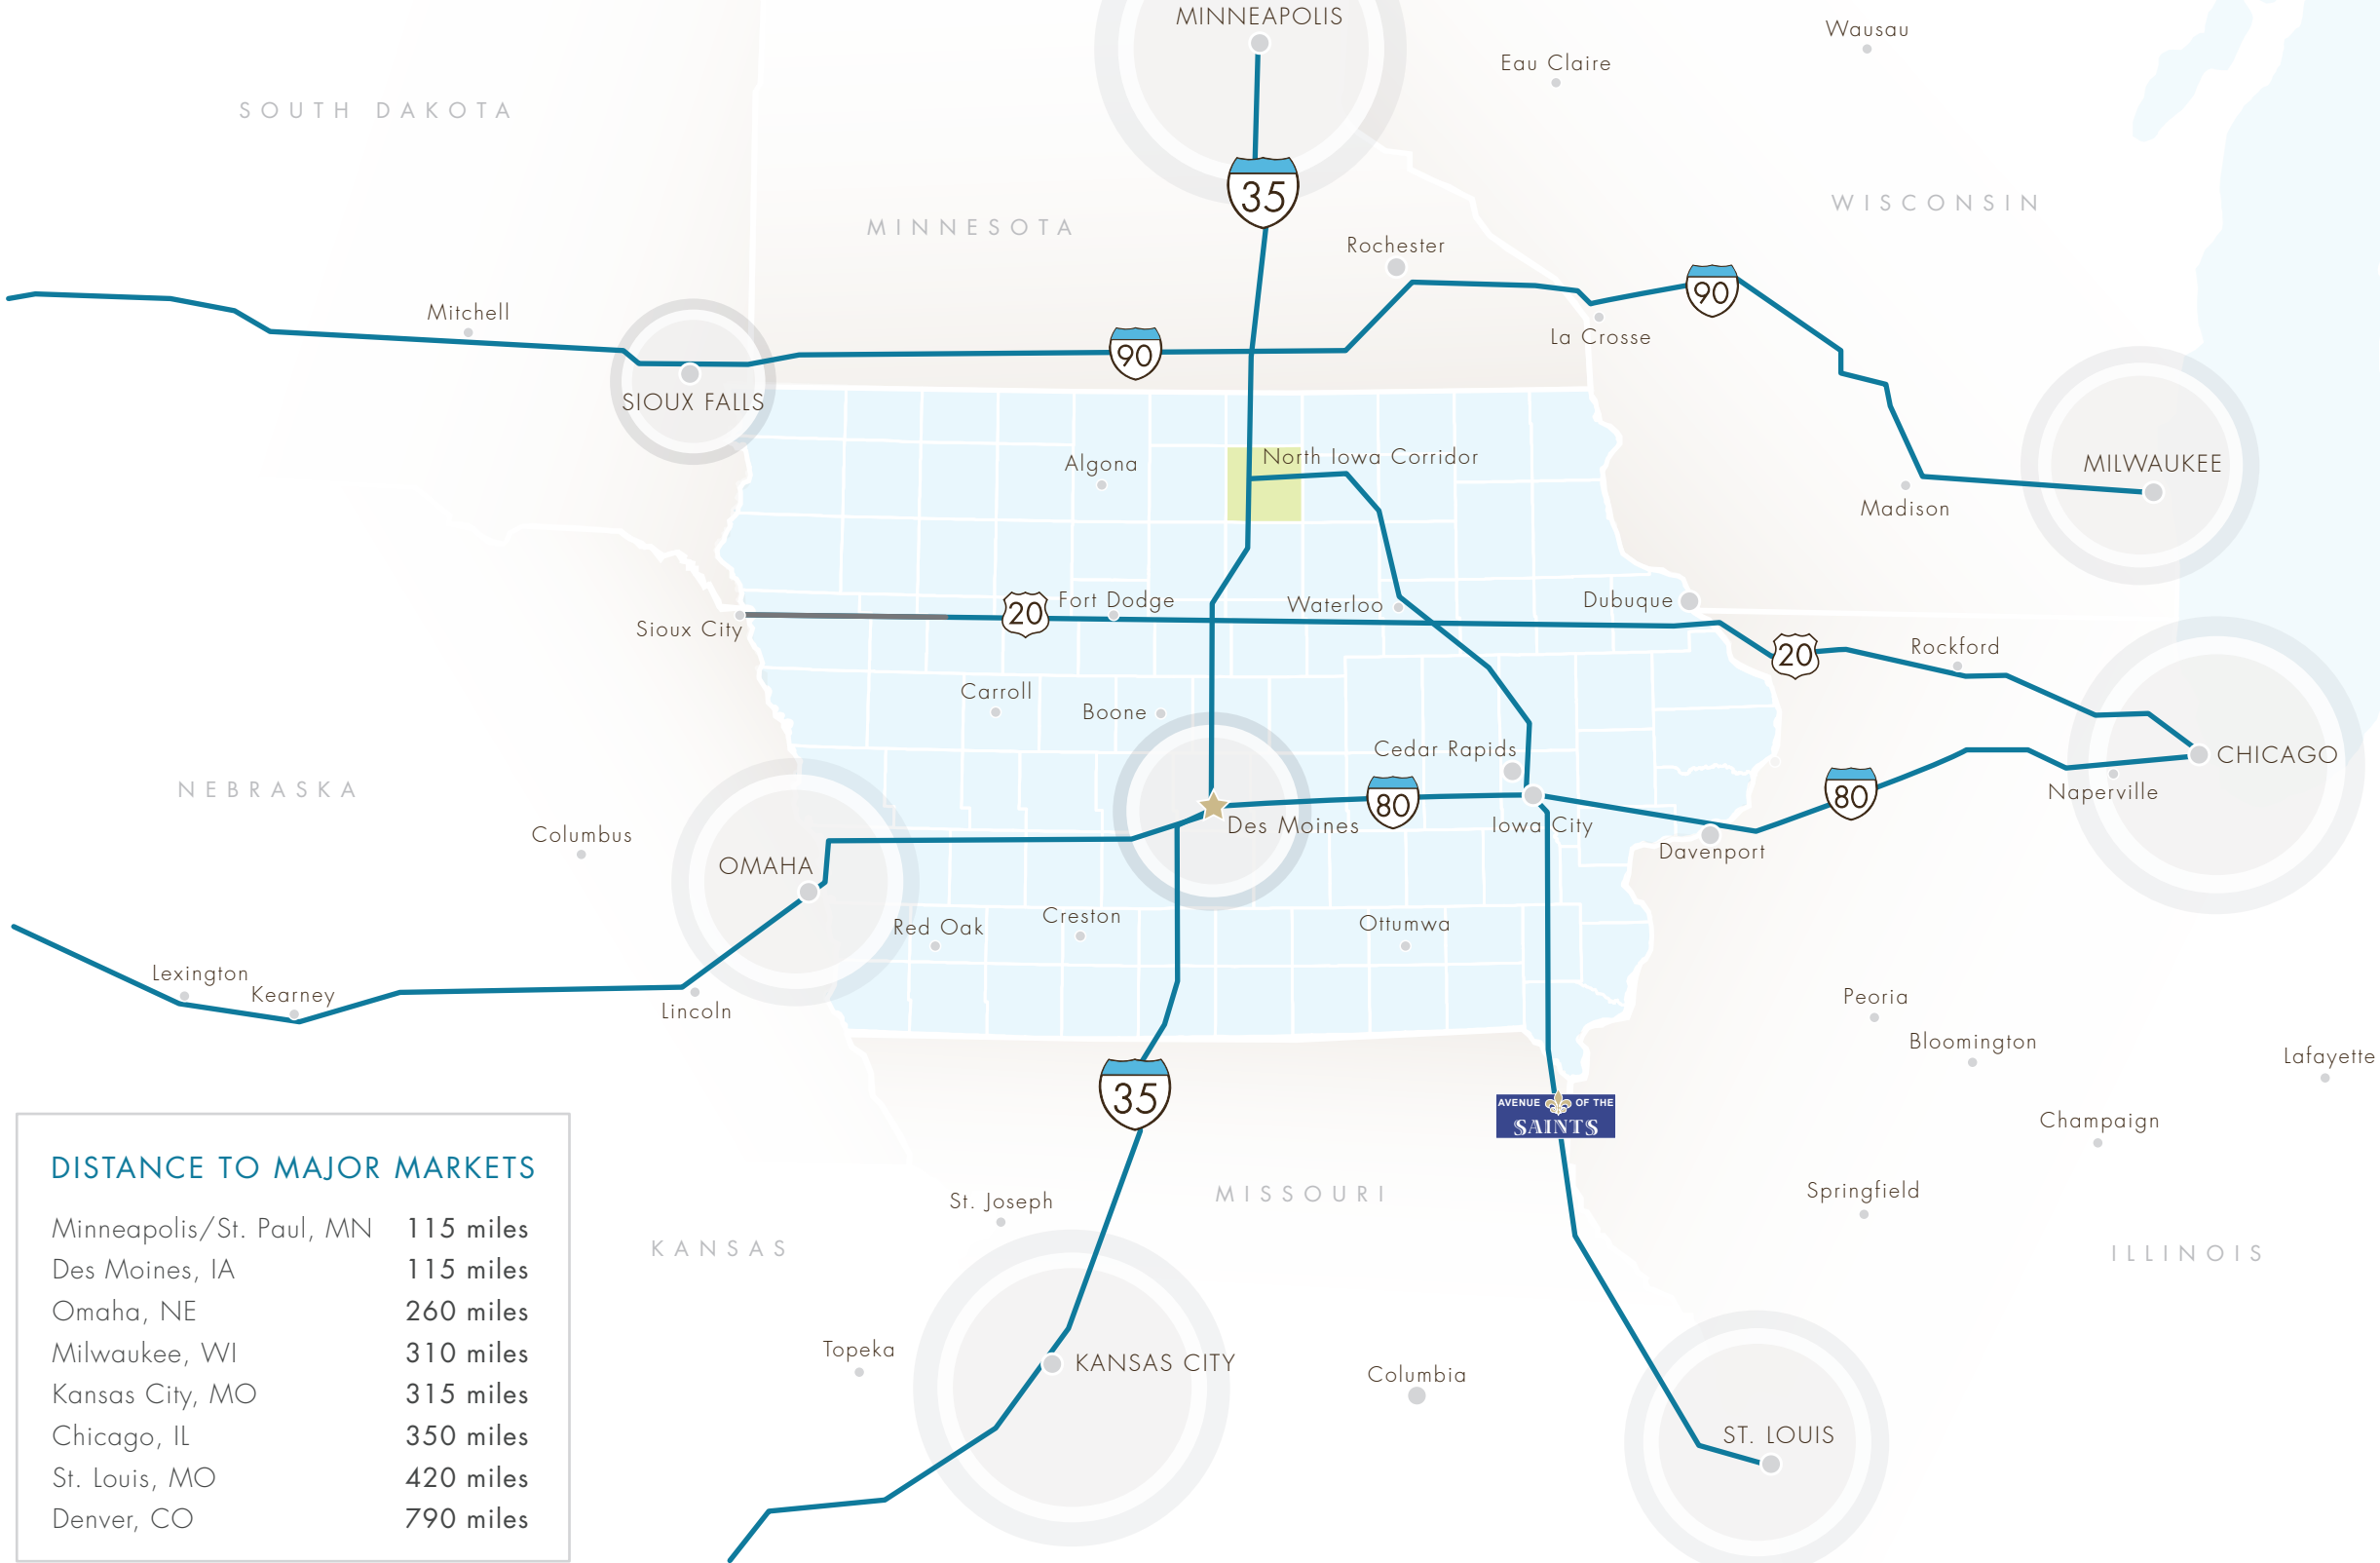 MINNEAPOLIS
Wausau
Eau Claire
SOUTH DAKOTA
35
WISCONSIN
MINNESOTA
Rochester
90
Mitchell
La Crosse
90
SIOUX FALLS
North Iowa Corridor
Algona
MILWAUKEE
Madison
20
Fort Dodge
Waterloo
Dubuque
Sioux City
20
Rockford
Carroll
Boone
Cedar Rapids
CHICAGO
NEBRASKA
80
80
Naperville
Columbus
Des Moines
Iowa City
Davenport
OMAHA
Red Oak
Creston
Ottumwa
Lexington
Kearney
Lincoln
Peoria
Bloomington
Lafayette
35
AVENUE OF THE
SAINTS
Champaign
St. Joseph
MISSOURI
Springfield
KANSAS
ILLINOIS
Topeka
KANSAS CITY
Columbia
ST. LOUIS
DISTANCE TO MAJOR MARKETS
Minneapolis/St. Paul, MN 115 miles
Des Moines, IA 115 miles
Omaha, NE 260 miles
Milwaukee, WI 310 miles
Kansas City, MO 315 miles
Chicago, IL 350 miles
St. Louis, MO 420 miles
Denver, CO 790 miles